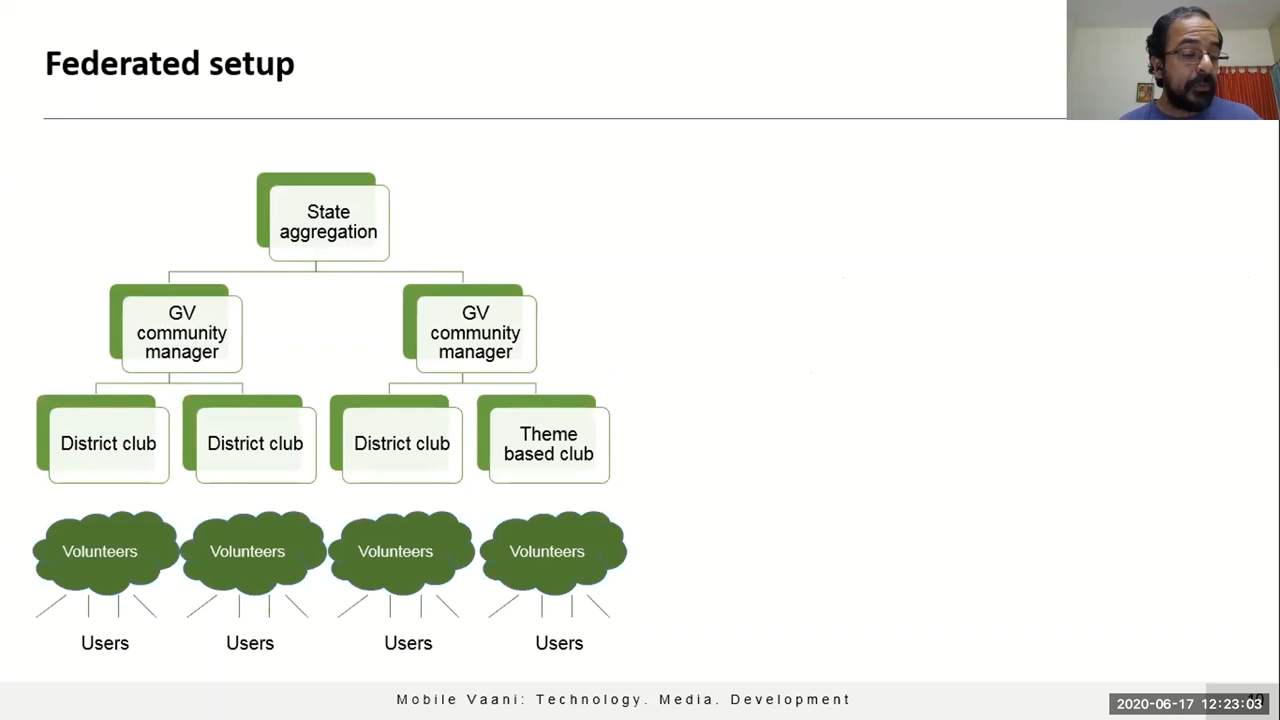 Federated setup
State
aggregation
GV
community
manager
GV
community
manager
District club
District club
District club
Theme
based club
Volunteers
Volunteers
Volunteers
Volunteers
Users
Users
Users
Users
Mobile Vaani: Technology. Media. Development
2020-06-17 12:23:03